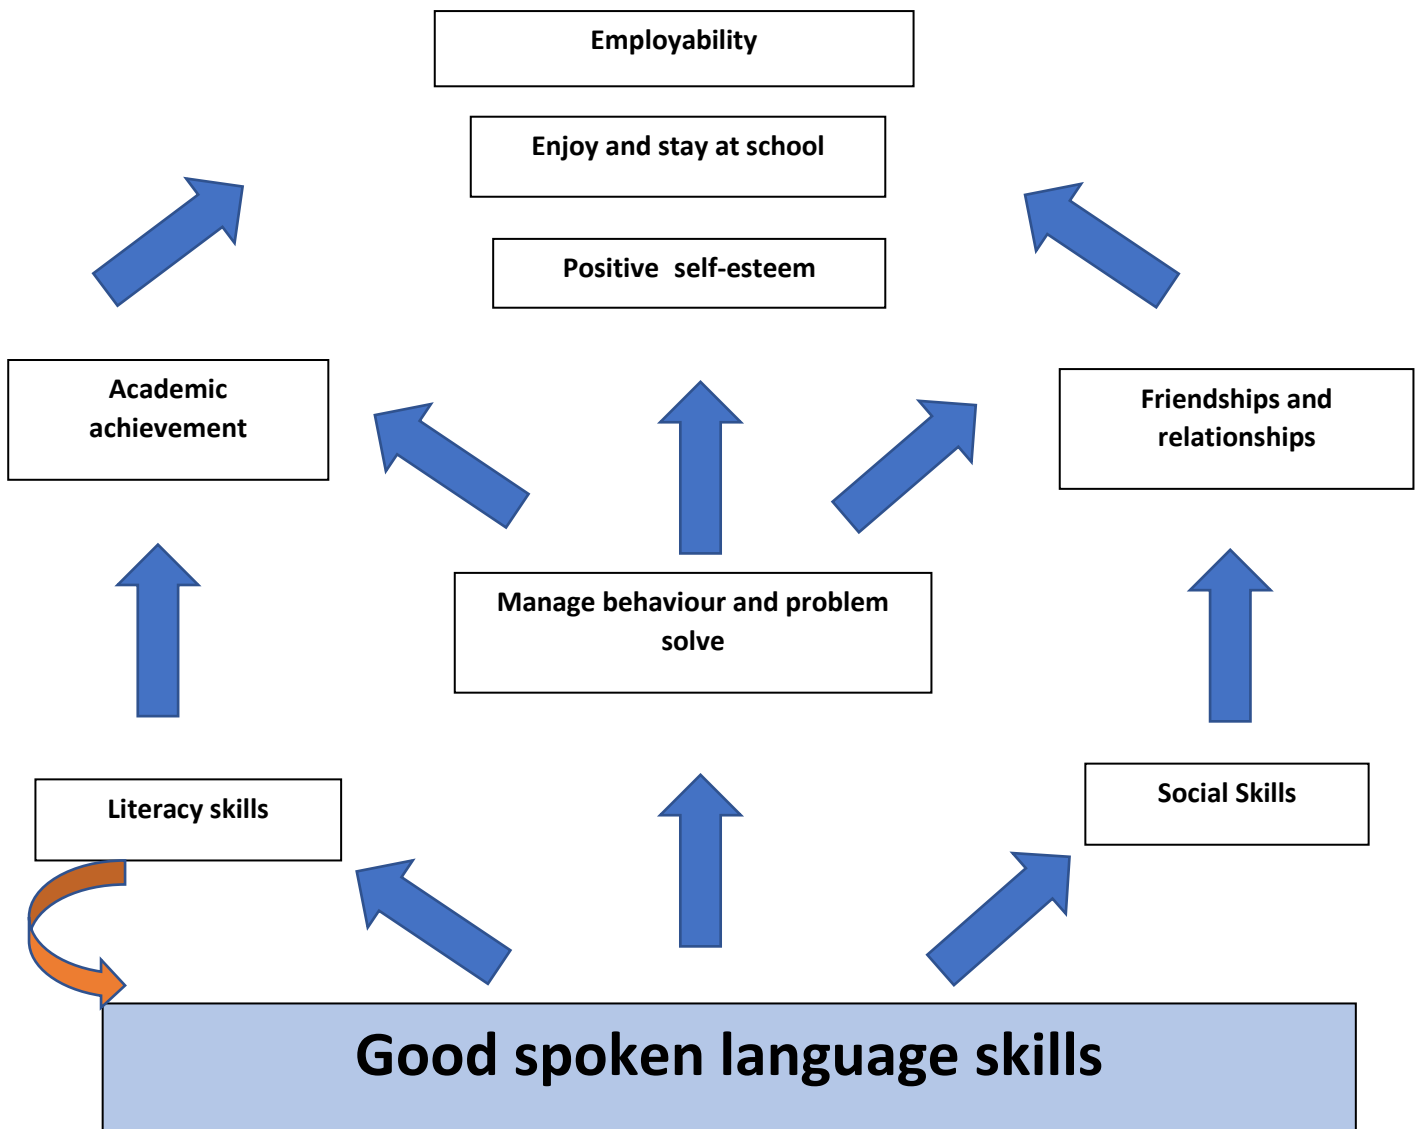 Employability
Enjoy and stay at school
Positive  self-esteem
Academic
achievement
Friendships and
relationships
Manage behaviour and problem
solve
Literacy skills
Social Skills
Good spoken language skills